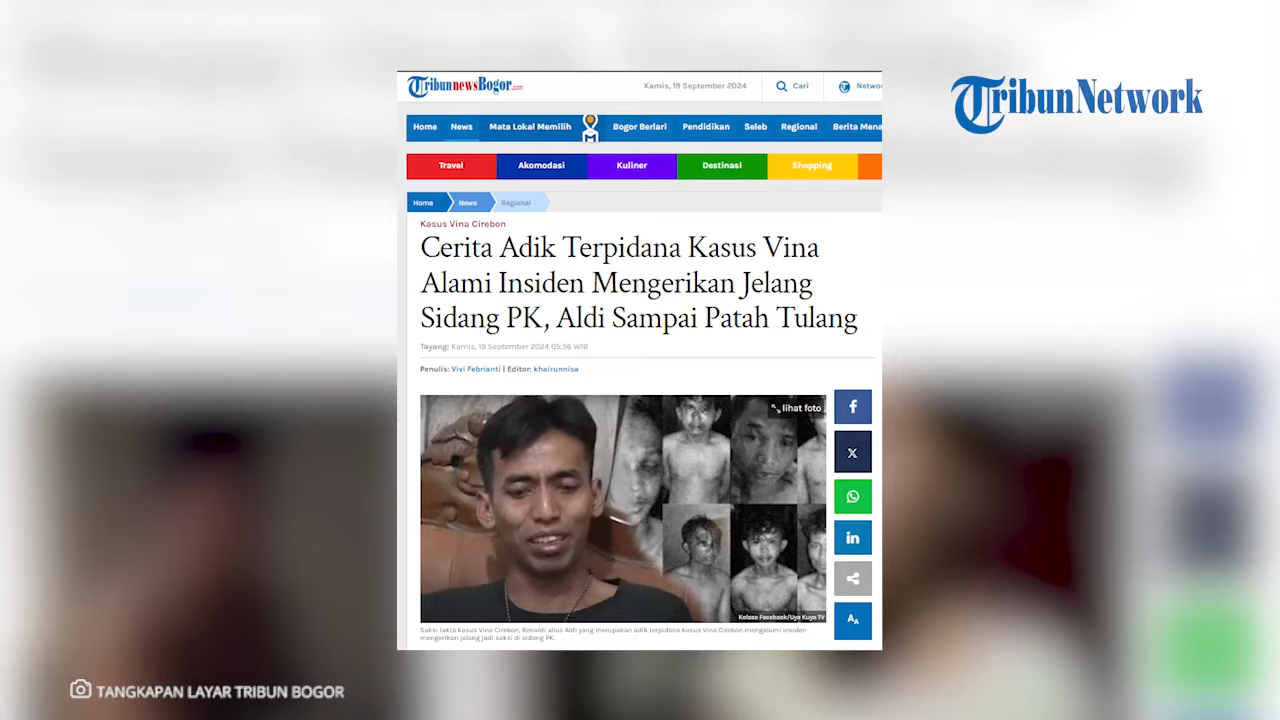 TribunnewsBogor.com
Kamis, 19 September 2024
Cari
Networ
TribunNetwork
Home
News
Mata Lokal Memilih
Bogor Berlari
Pendidikan
Seleb
Regional
Berita Mena
Travel
Akomodasi
Kuliner
Destinasi
Shopping
Home
News
Regional
Kasus Vina Cirebon
Cerita Adik Terpidana Kasus Vina
Alami Insiden Mengerikan Jelang
Sidang PK, Aldi Sampai Patah Tulang
Tayang: Kamis, 19 September 2024 05:56 WIB
Penulis: Vivi Febrianti | Editor: khairunnisa
lihat foto
Kolase Facebook/Uya Kuya TV
Saksi fakta kasus Vina Cirebon, Renaldi alias Aldi yang merupakan adik terpidana kasus Vina Cirebon mengalami insiden
mengerikan jelang jadi saksi di sidang PK.
TANGKAPAN LAYAR TRIBUN BOGOR